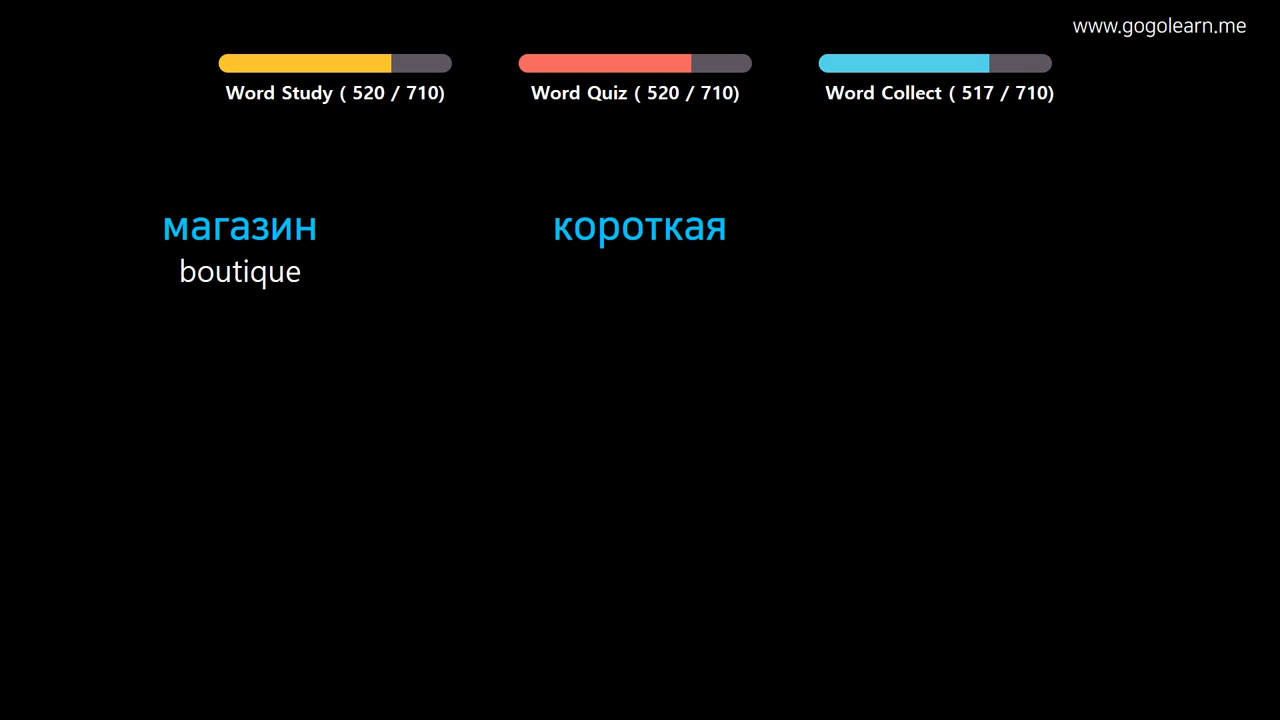 www.gogolearn.me
Word Study ( 520 / 710)
Word Quiz ( 520 / 710)
Word Collect ( 517 / 710)
магазин
boutique
короткая